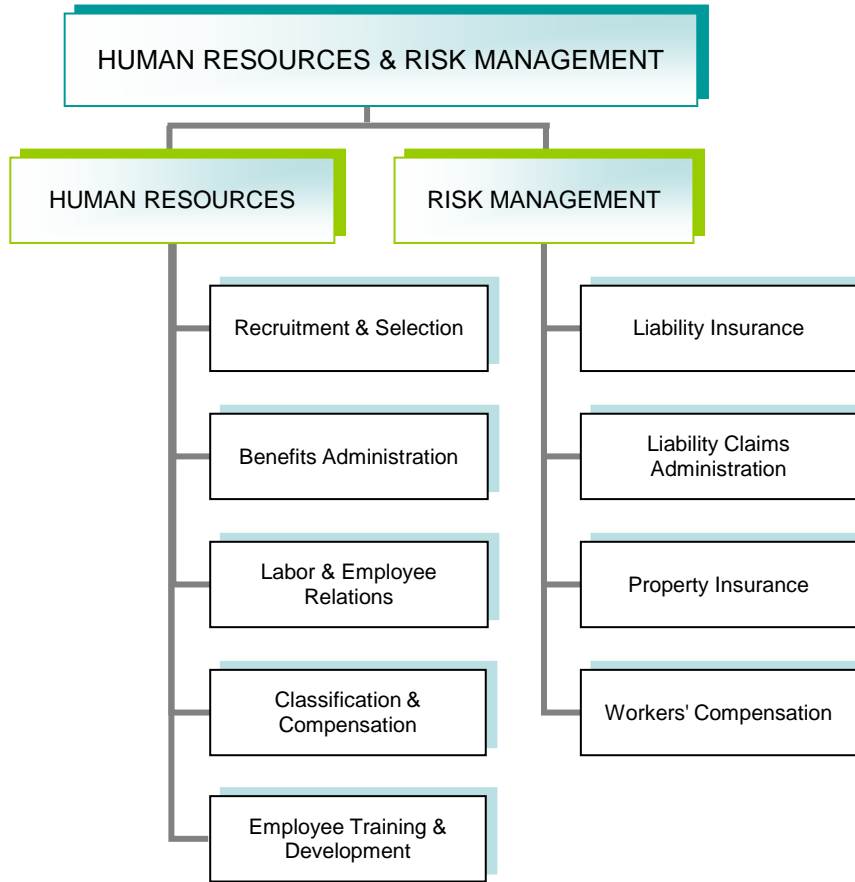 HUMAN RESOURCES & RISK MANAGEMENT
HUMAN RESOURCES
RISK MANAGEMENT
Recruitment & Selection
Liability Insurance
Benefits Administration
Liability Claims
Administration
Labor & Employee
Relations
Property Insurance
Classification &
Compensation
Workers' Compensation
Employee Training &
Development